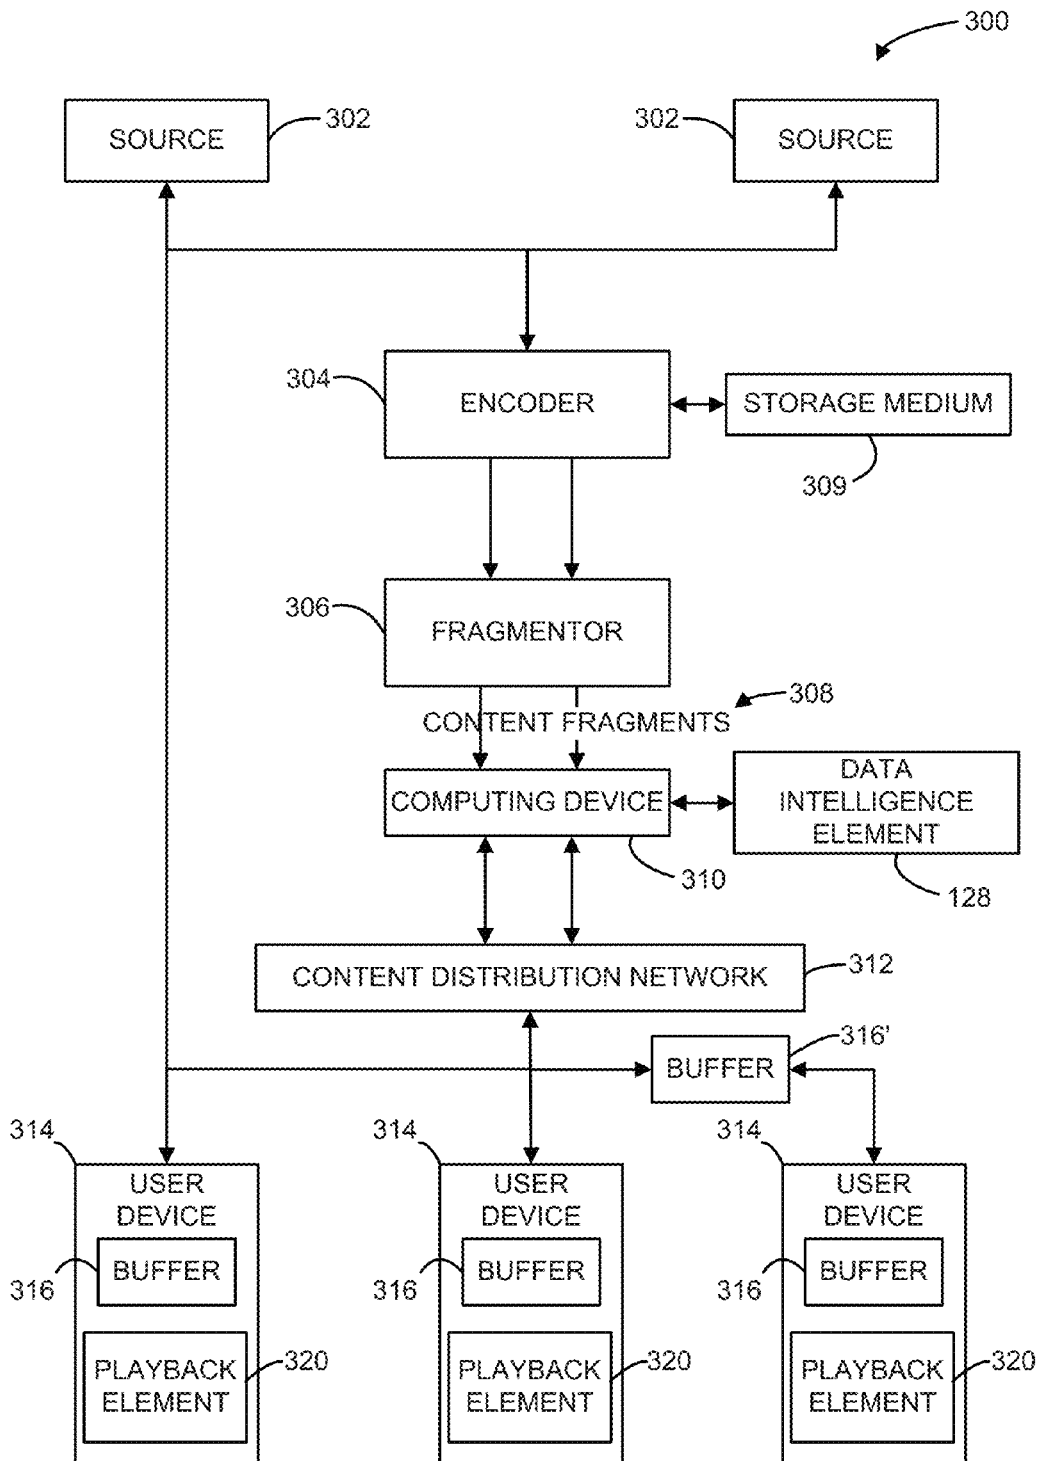 300
SOURCE
302
302
SOURCE
304
ENCODER
STORAGE MEDIUM
309
306
FRAGMENTOR
308
CONTENT FRAGMENTS
COMPUTING DEVICE
DATA
INTELLIGENCE
ELEMENT
310
128
CONTENT DISTRIBUTION NETWORK
312
316'
BUFFER
314
314
314
USER
DEVICE
USER
DEVICE
USER
DEVICE
316
BUFFER
316
BUFFER
316
BUFFER
PLAYBACK
ELEMENT
320
PLAYBACK
ELEMENT
320
PLAYBACK
ELEMENT
320